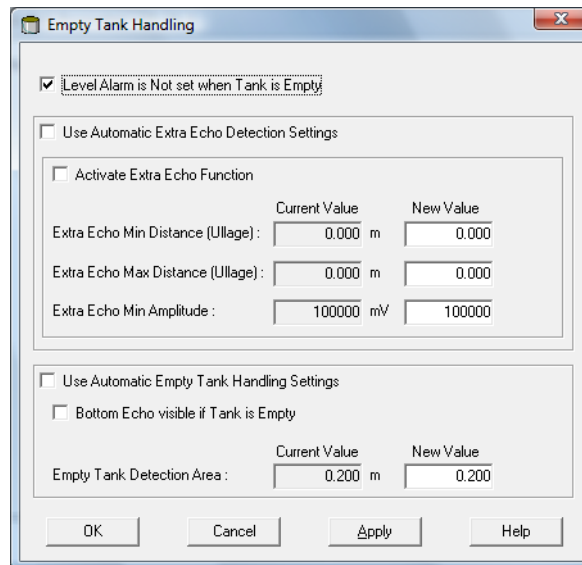 Empty Tank Handling
Level Alarm is Not set when Tank is Empty
Use Automatic Extra Echo Detection Settings
Activate Extra Echo Function
Current Value New Value
Extra Echo Min Distance (Ullage) : 0.000 m 0.000
Extra Echo Max Distance (Ullage) : 0.000 m 0.000
Extra Echo Min Amplitude : 100000 mV 100000
Use Automatic Empty Tank Handling Settings
Bottom Echo visible if Tank is Empty
Current Value New Value
Empty Tank Detection Area : 0.200 m 0.200
OK Cancel Apply Help